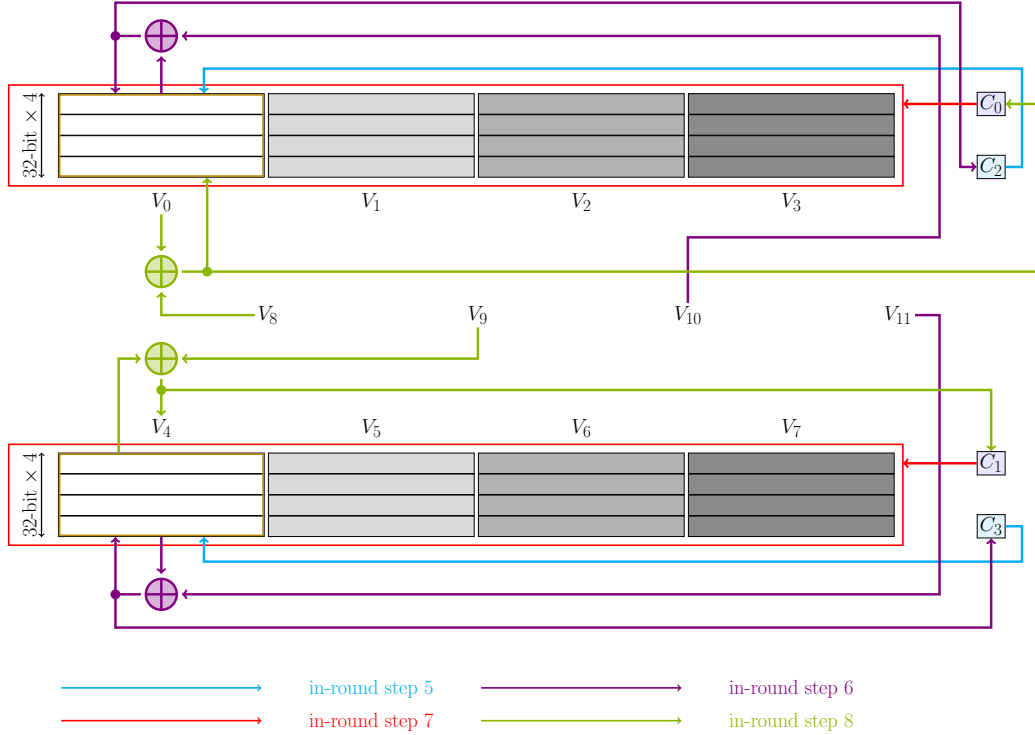 32-bit × 4
C₀
C₂
V₀ V₁ V₂ V₃
V₈ V₉ V₁₀ V₁₁
V₄ V₅ V₆ V₇
32-bit × 4
C₁
C₃
in-round step 5 in-round step 6
in-round step 7 in-round step 8